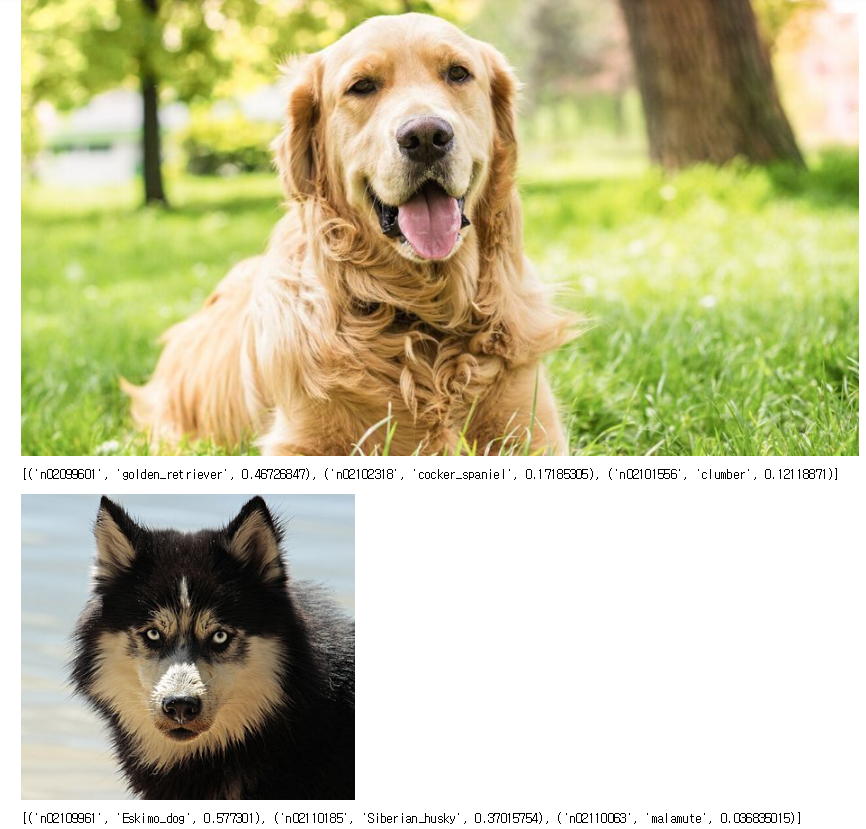 [('n02099601', 'golden_retriever', 0.46726847), ('n02102318', 'cocker_spaniel', 0.17185305), ('n02101556', 'clumber', 0.12118871)]
[('n02109961', 'Eskimo_dog', 0.577301), ('n02110185', 'Siberian_husky', 0.37015754), ('n02110063', 'malamute', 0.036835015)]